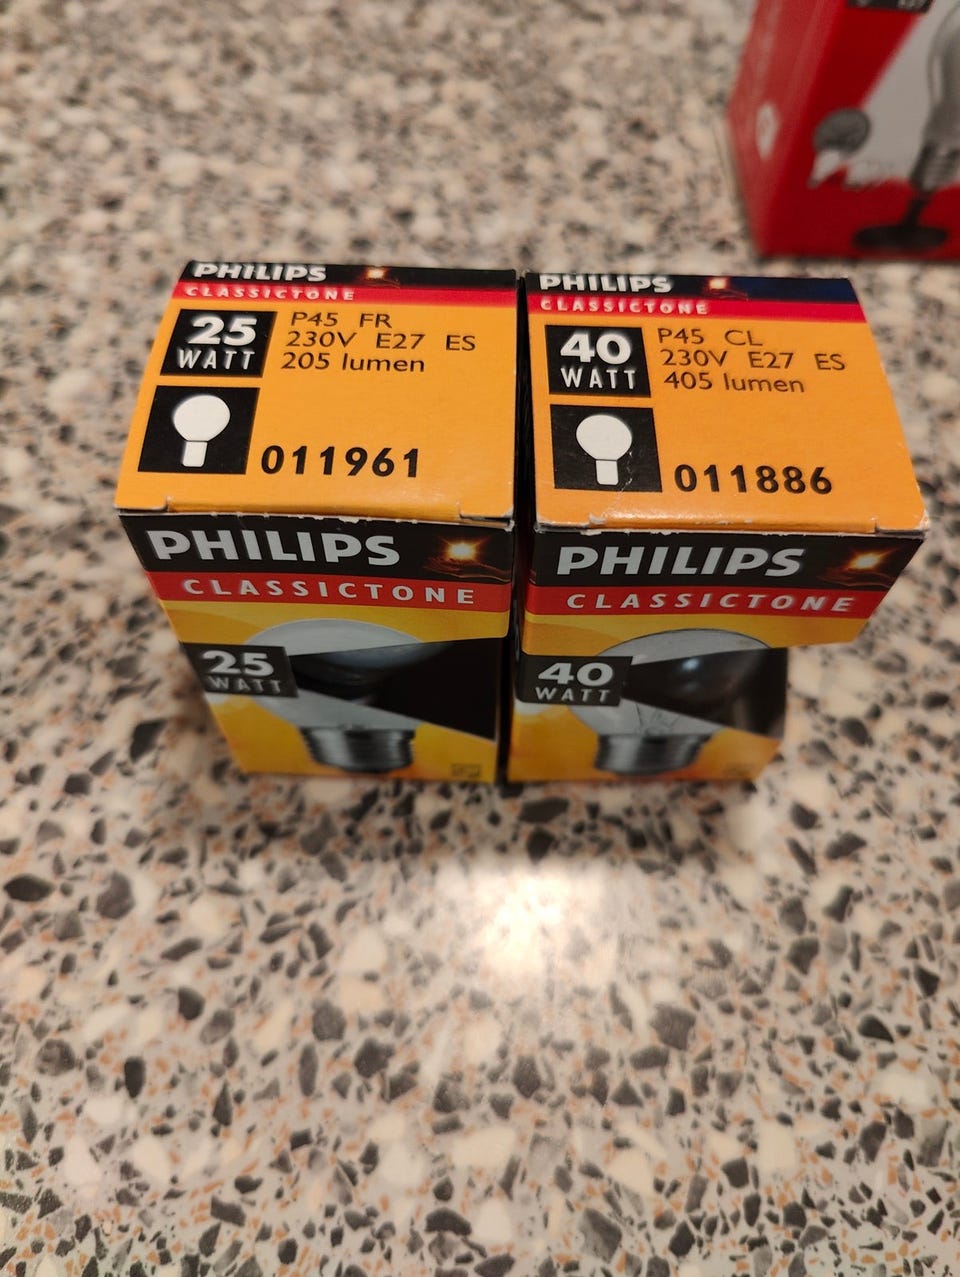 PHILIPS
CLASSICTONE
25
WATT
P45 FR
230V E27 ES
205 lumen
011961
PHILIPS
CLASSICTONE
25
WATT
PHILIPS
CLASSICTONE
40
WATT
P45 CL
230V E27 ES
405 lumen
011886
PHILIPS
CLASSICTONE
40
WATT